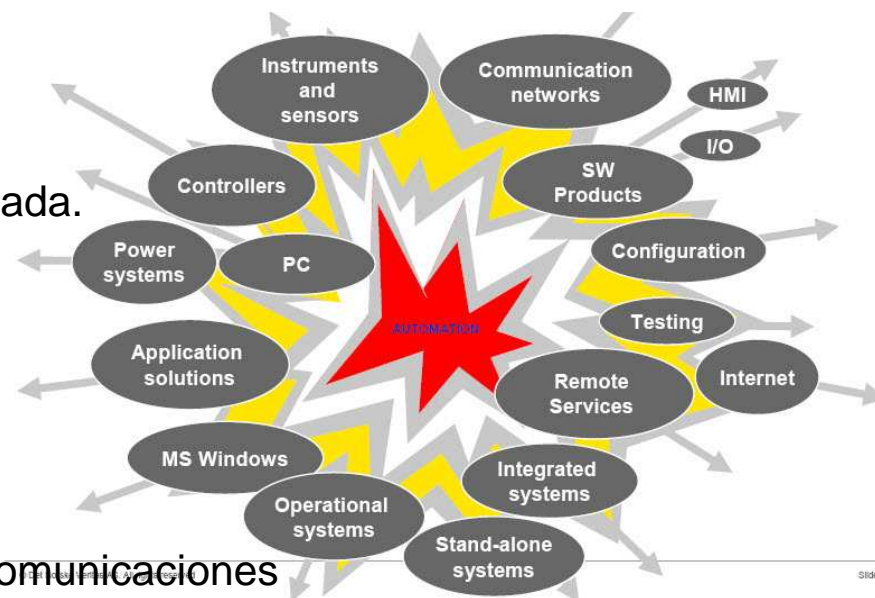 Instruments
and
sensors
Communication
networks
HMI
I/O
SW
Products
Controllers
ada.
Power
systems
PC
Configuration
AUTOMATION
Testing
Application
solutions
Remote
Services
Internet
MS Windows
Integrated
systems
Operational
systems
Stand-alone
systems
omunicaciones